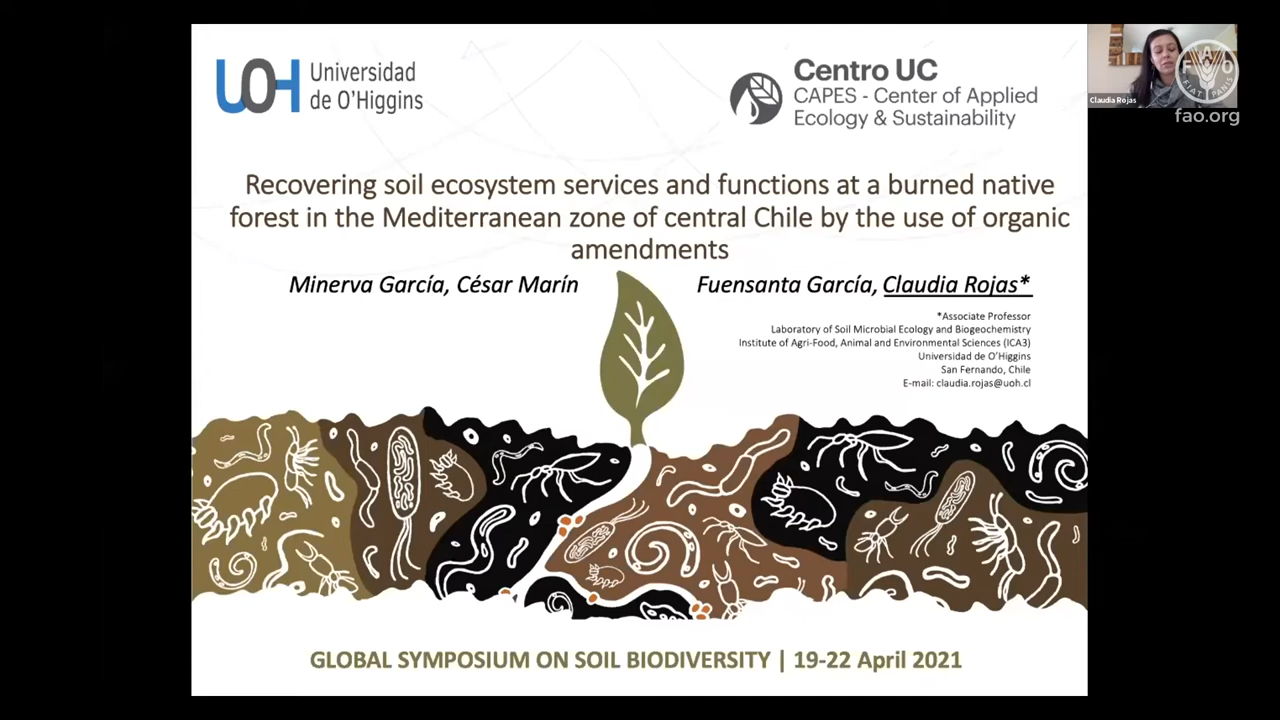 UOH Universidad
de O'Higgins
Centro UC
CAPES - Center of Applied
Ecology & Sustainability
Claudia Rojas
FAO
FIAT PANIS
fao.org
Recovering soil ecosystem services and functions at a burned native
forest in the Mediterranean zone of central Chile by the use of organic
amendments
Minerva García, César Marín
Fuensanta García, Claudia Rojas*
*Associate Professor
Laboratory of Soil Microbial Ecology and Biogeochemistry
Institute of Agri-Food, Animal and Environmental Sciences (ICA3)
Universidad de O'Higgins
San Fernando, Chile
E-mail: claudia.rojas@uoh.cl
GLOBAL SYMPOSIUM ON SOIL BIODIVERSITY | 19-22 April 2021